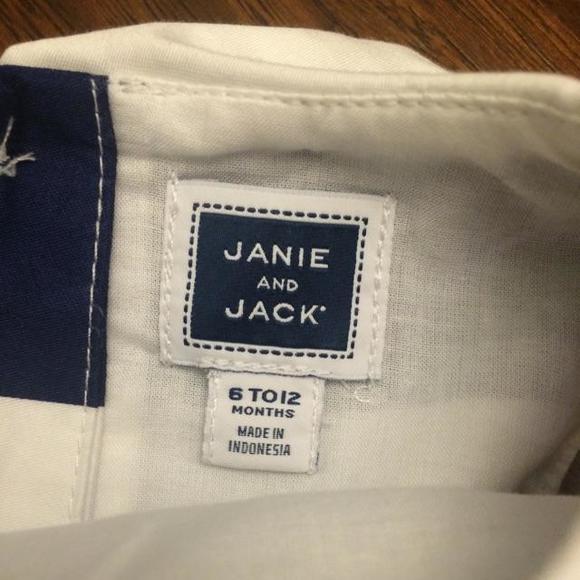 JANIE
AND
JACK
6 TO 12
MONTHS
MADE IN
INDONESIA